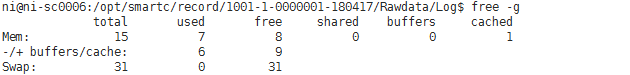 ni@ni-sc0006:/opt/smartc/record/1001-1-0000001-180417/Rawdata/Log$ free -g
             total       used       free     shared    buffers     cached
Mem:            15          7          8          0          0          1
-/+ buffers/cache:          6          9
Swap:           31          0         31